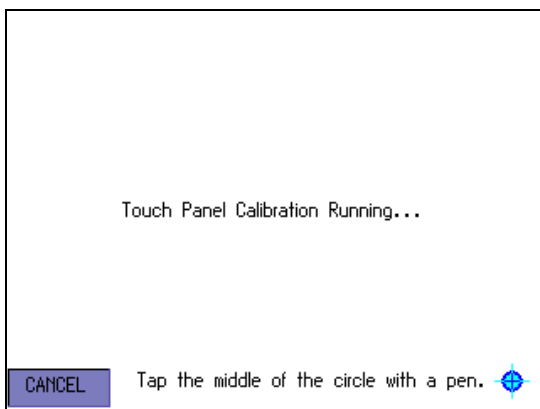 Touch Panel Calibration Running...
CANCEL
Tap the middle of the circle with a pen.